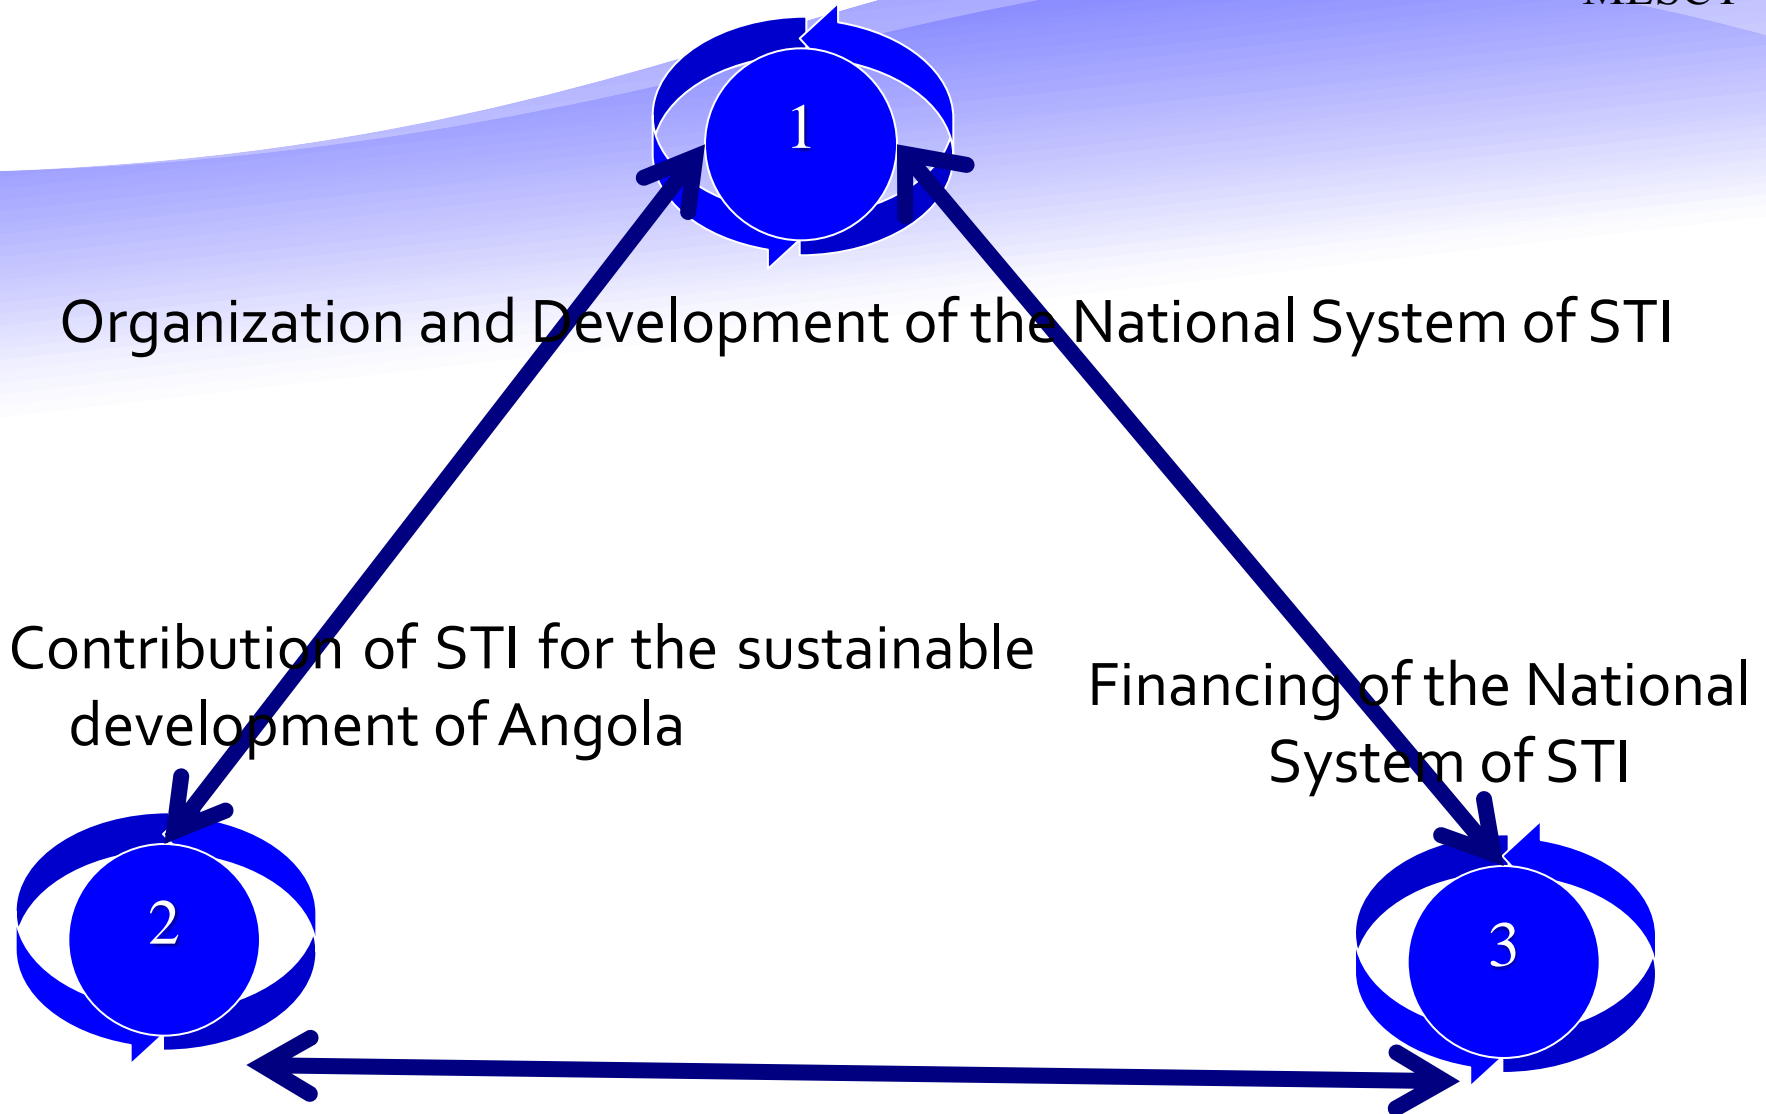 1
Organization and Development of the National System of STI
Contribution of STI for the sustainable
development of Angola
Financing of the National
System of STI
2
3